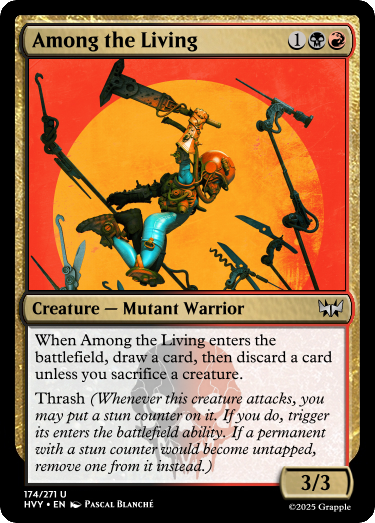 Among the Living
1
Creature — Mutant Warrior
When Among the Living enters the
battlefield, draw a card, then discard a card
unless you sacrifice a creature.
Thrash (Whenever this creature attacks, you
may put a stun counter on it. If you do, trigger
its enters the battlefield ability. If a permanent
with a stun counter would become untapped,
remove one from it instead.)
3/3
174/271 U
HVY • EN Pascal Blanché
©2025 Grapple